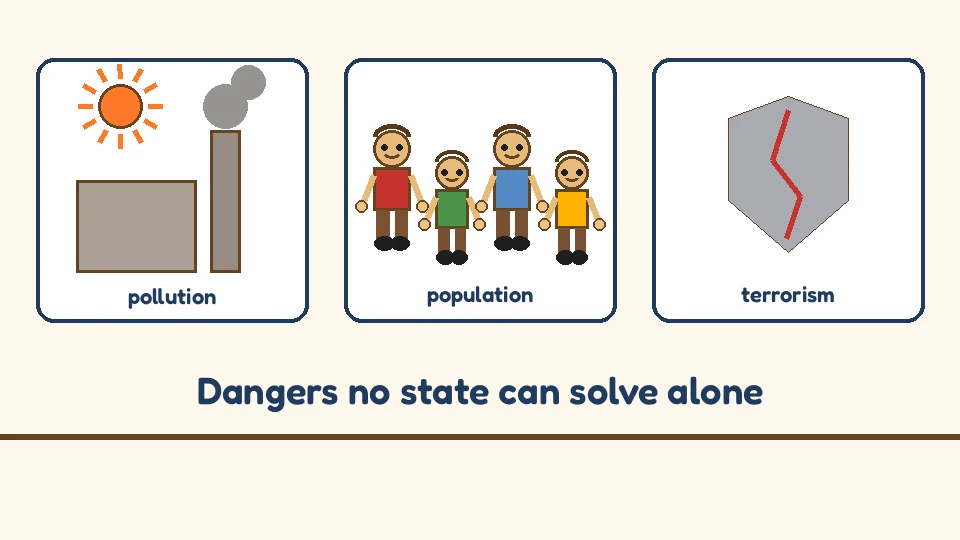 pollution
population
terrorism
Dangers no state can solve alone